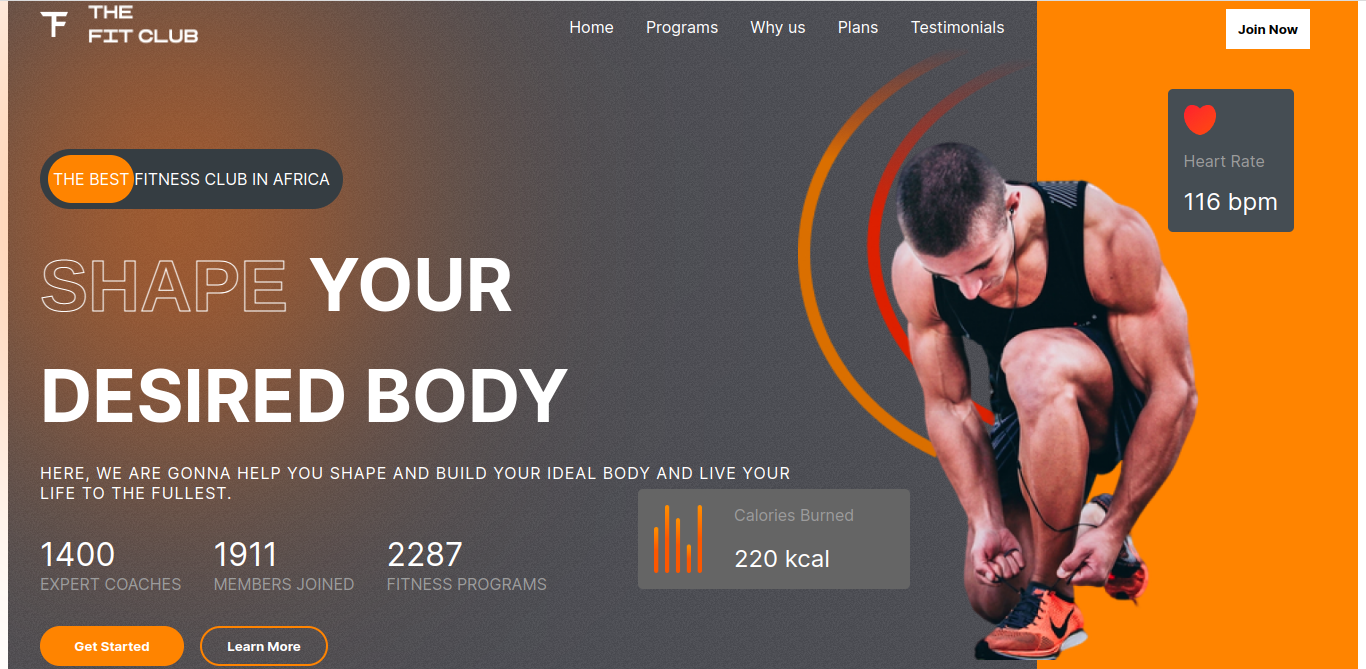 THE
FIT CLUB
Home Programs Why us Plans Testimonials
Join Now
Heart Rate
116 bpm
THE BEST FITNESS CLUB IN AFRICA
SHAPE YOUR
DESIRED BODY
HERE, WE ARE GONNA HELP YOU SHAPE AND BUILD YOUR IDEAL BODY AND LIVE YOUR
LIFE TO THE FULLEST.
Calories Burned
220 kcal
1400 1911 2287
EXPERT COACHES MEMBERS JOINED FITNESS PROGRAMS
Get Started Learn More